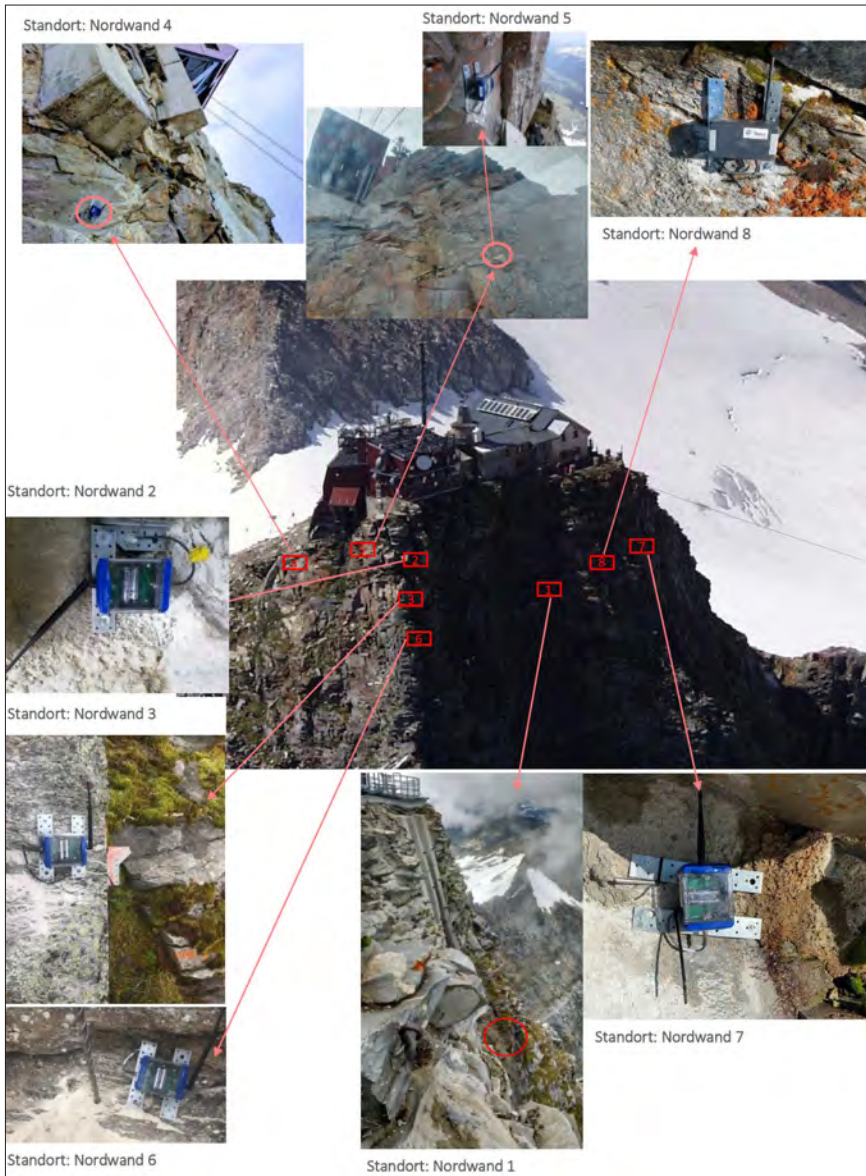 Standort: Nordwand 4
Standort: Nordwand 5
Standort: Nordwand 8
Standort: Nordwand 2
5
4
2
7
8
3
1
6
Standort: Nordwand 3
Standort: Nordwand 7
Standort: Nordwand 6
Standort: Nordwand 1